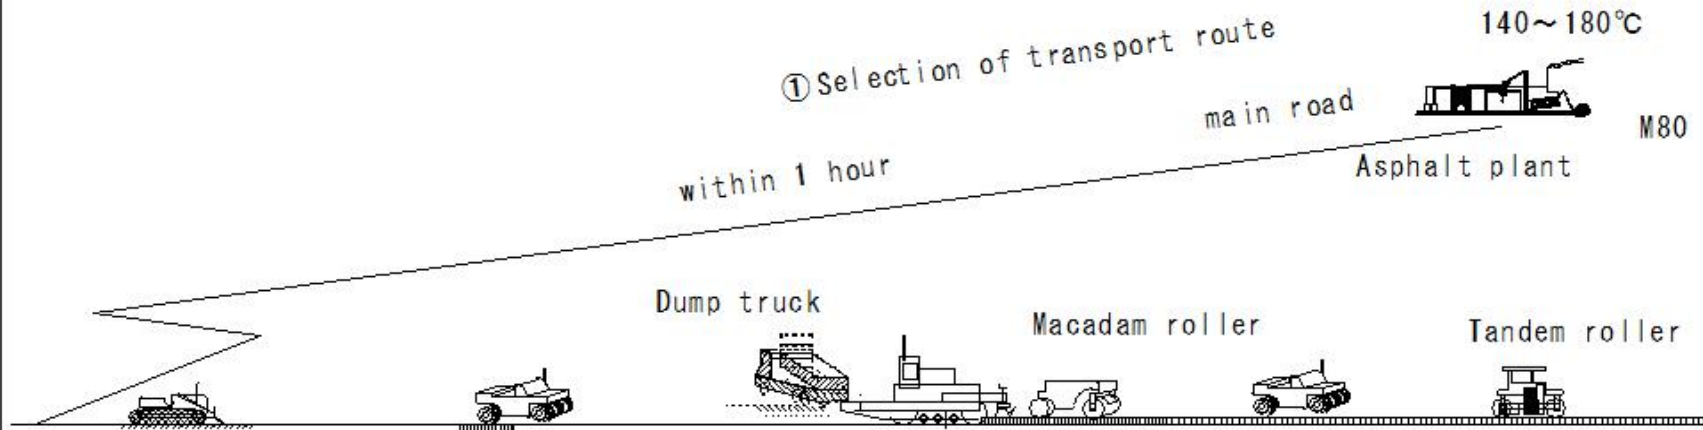 140～180℃
①Selection of transport route
main road
M80
within 1 hour
Asphalt plant
Dump truck
Macadam roller
Tandem roller